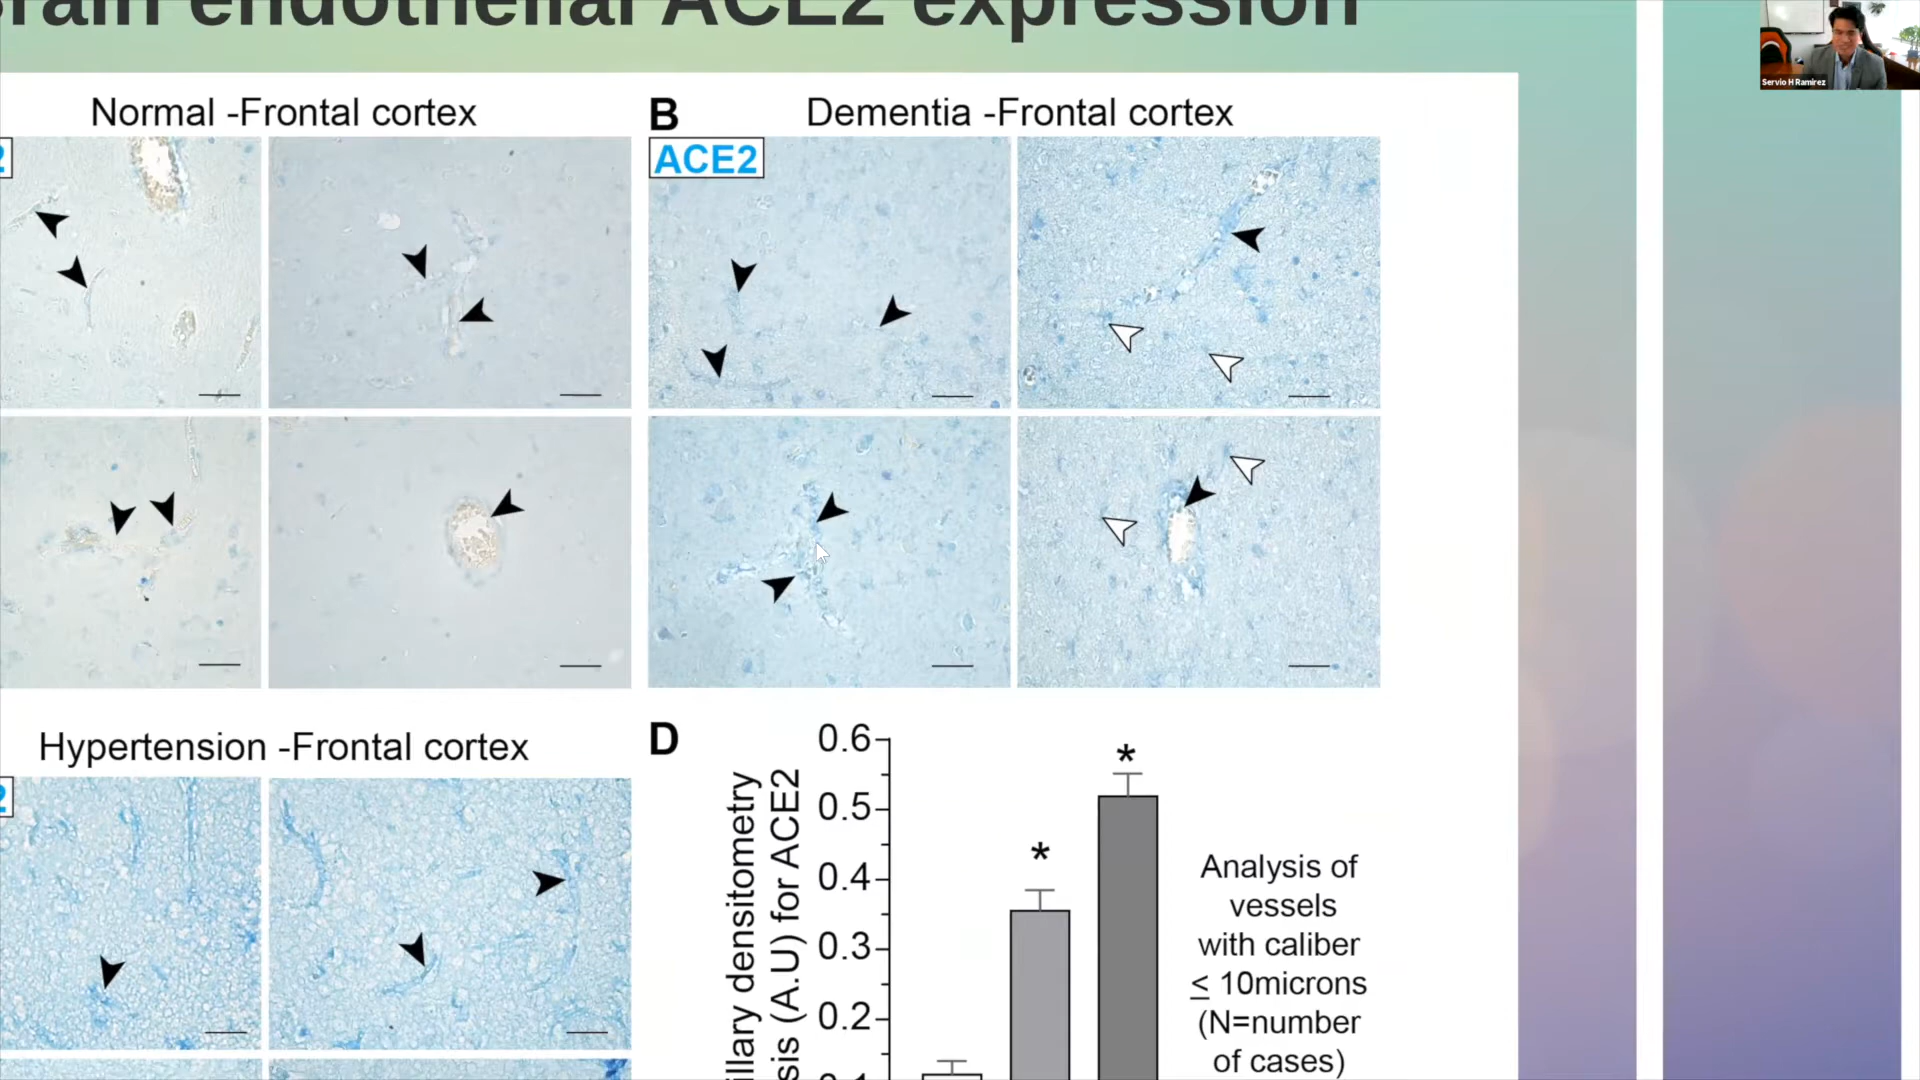 rain endothelial ACE2 expression
Servio H Ramirez
Normal -Frontal cortex
B
Dementia -Frontal cortex
2
ACE2
Hypertension -Frontal cortex
2
D
illary densitometry
sis (A.U) for ACE2
0.6
0.5
0.4
0.3
0.2
*
*
Analysis of
vessels
with caliber
≤ 10microns
(N=number
of cases)